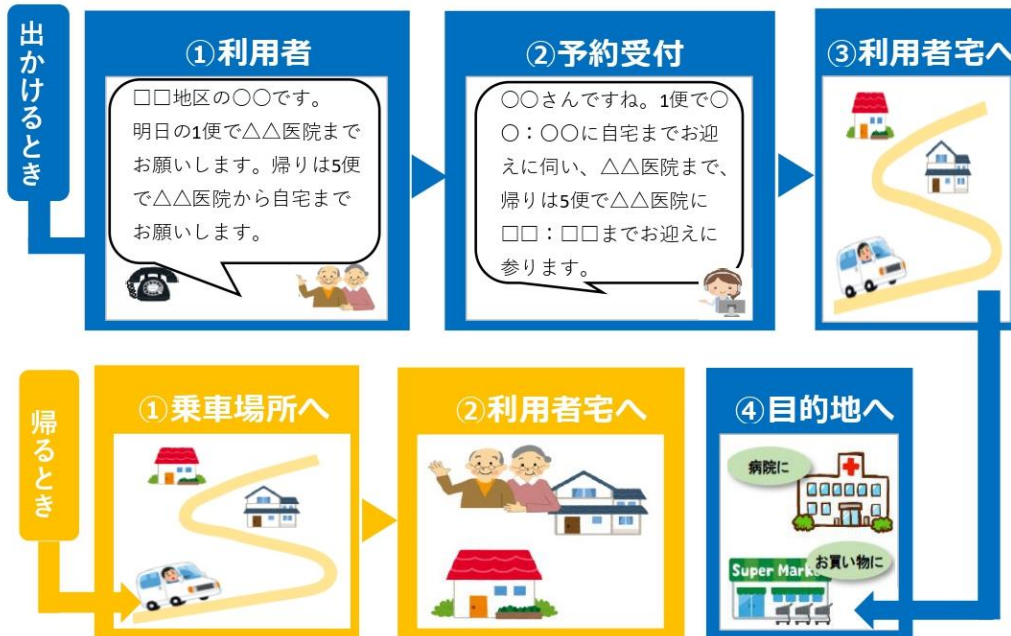 出かけるとき
①利用者
□□地区の〇〇です。
明日の1便で△△医院まで
お願いします。帰りは5便
で△△医院から自宅まで
お願いします。
②予約受付
〇〇さんですね。1便で〇
〇：〇〇に自宅までお迎
えに伺い、△△医院まで、
帰りは5便で△△医院に
□□：□□までお迎えに
参ります。
③利用者宅へ
④目的地へ
病院に
お買い物に
Super Marke
帰るとき
①乗車場所へ
②利用者宅へ